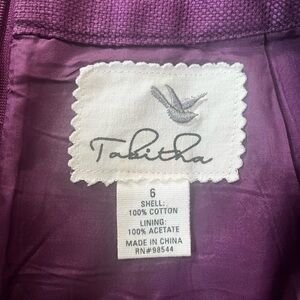 Tabitha
6
SHELL:
100% COTTON
LINING:
100% ACETATE
MADE IN CHINA
RN#98544